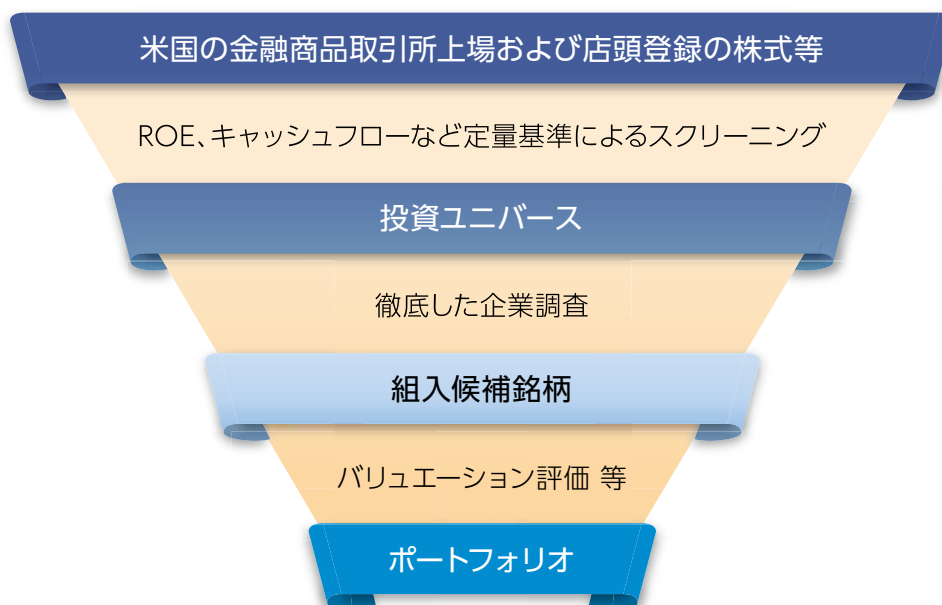 米国の金融商品取引所上場および店頭登録の株式等
ROE、キャッシュフローなど定量基準によるスクリーニング
投資ユニバース
徹底した企業調査
組入候補銘柄
バリュエーション評価 等
ポートフォリオ